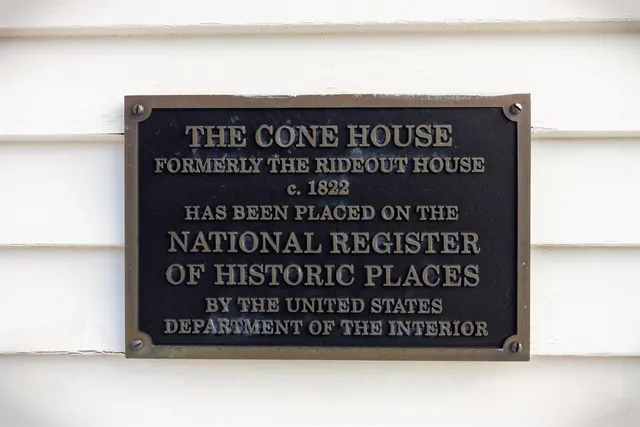 THE CONE HOUSE
FORMERLY THE RIDEOUT HOUSE
c. 1822
HAS BEEN PLACED ON THE
NATIONAL REGISTER
OF HISTORIC PLACES
BY THE UNITED STATES
DEPARTMENT OF THE INTERIOR